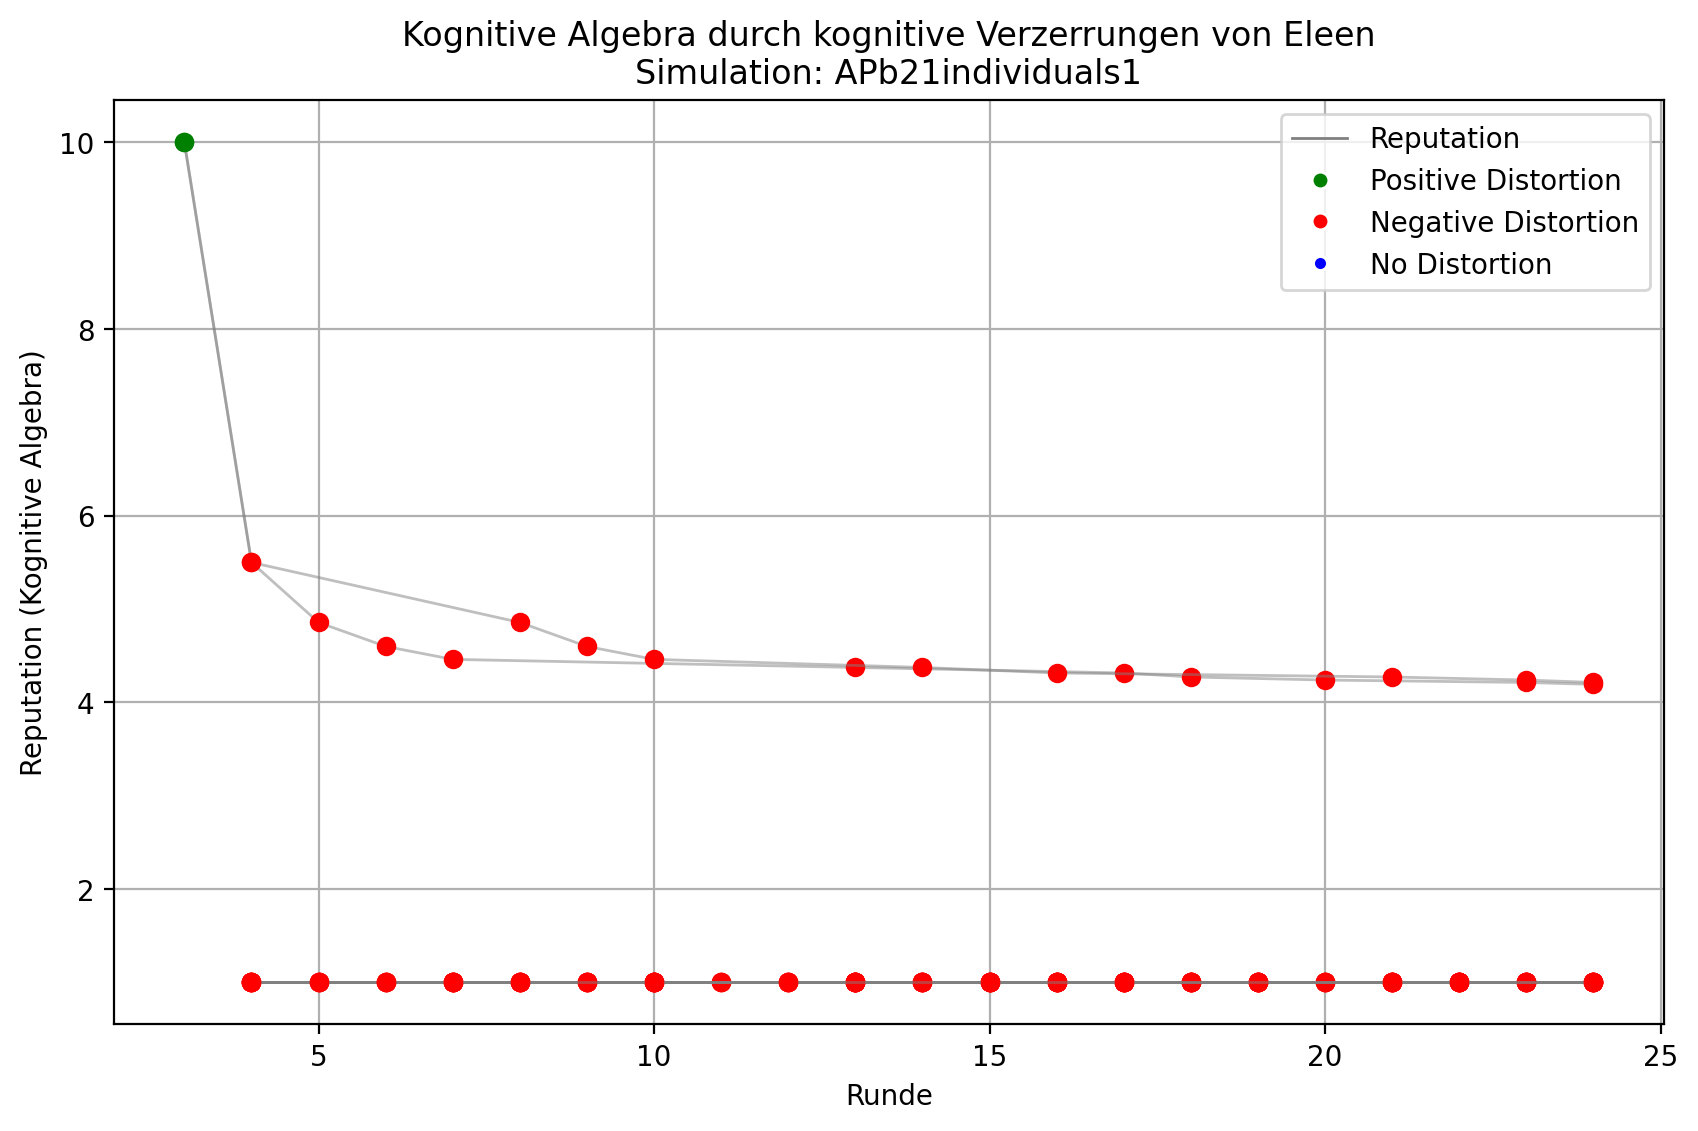 Kognitive Algebra durch kognitive Verzerrungen von Eleen
Simulation: APb21individuals1
Reputation
Positive Distortion
Negative Distortion
No Distortion
Reputation (Kognitive Algebra)
10
8
6
4
2
5
10
15
20
25
Runde